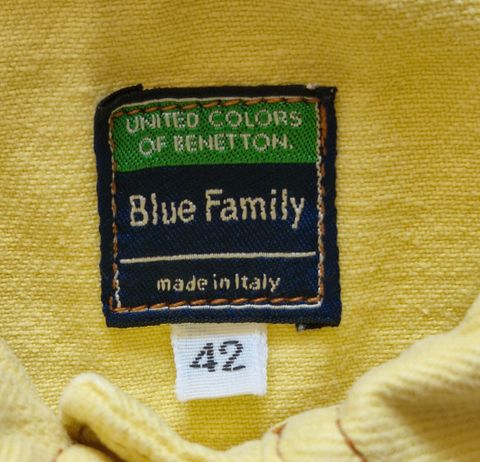 UNITED COLORS
OF BENETTON.
Blue Family
made in Italy
42